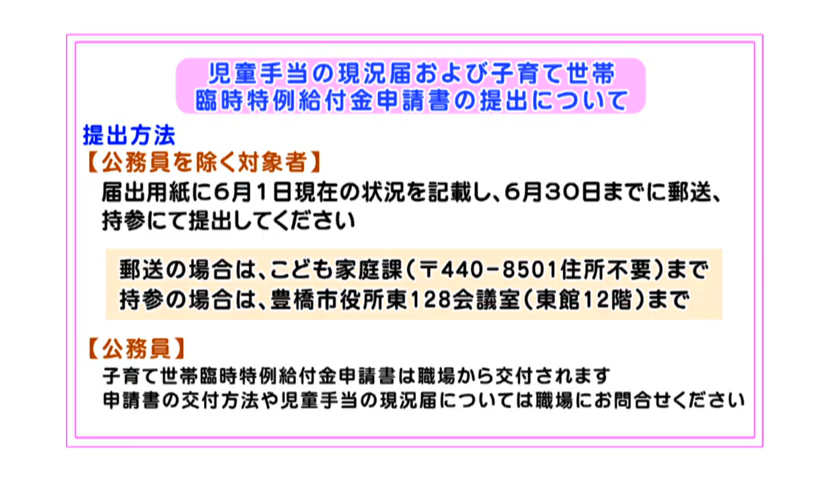 児童手当の現況届および子育て世帯
臨時特例給付金申請書の提出について
提出方法
【公務員を除く対象者】
届出用紙に6月1日現在の状況を記載し、6月30日までに郵送、
持参にて提出してください
郵送の場合は、こども家庭課(〒440-8501住所不要)まで
持参の場合は、豊橋市役所東128会議室(東館12階)まで
【公務員】
子育て世帯臨時特例給付金申請書は職場から交付されます
申請書の交付方法や児童手当の現況届については職場にお問合せください